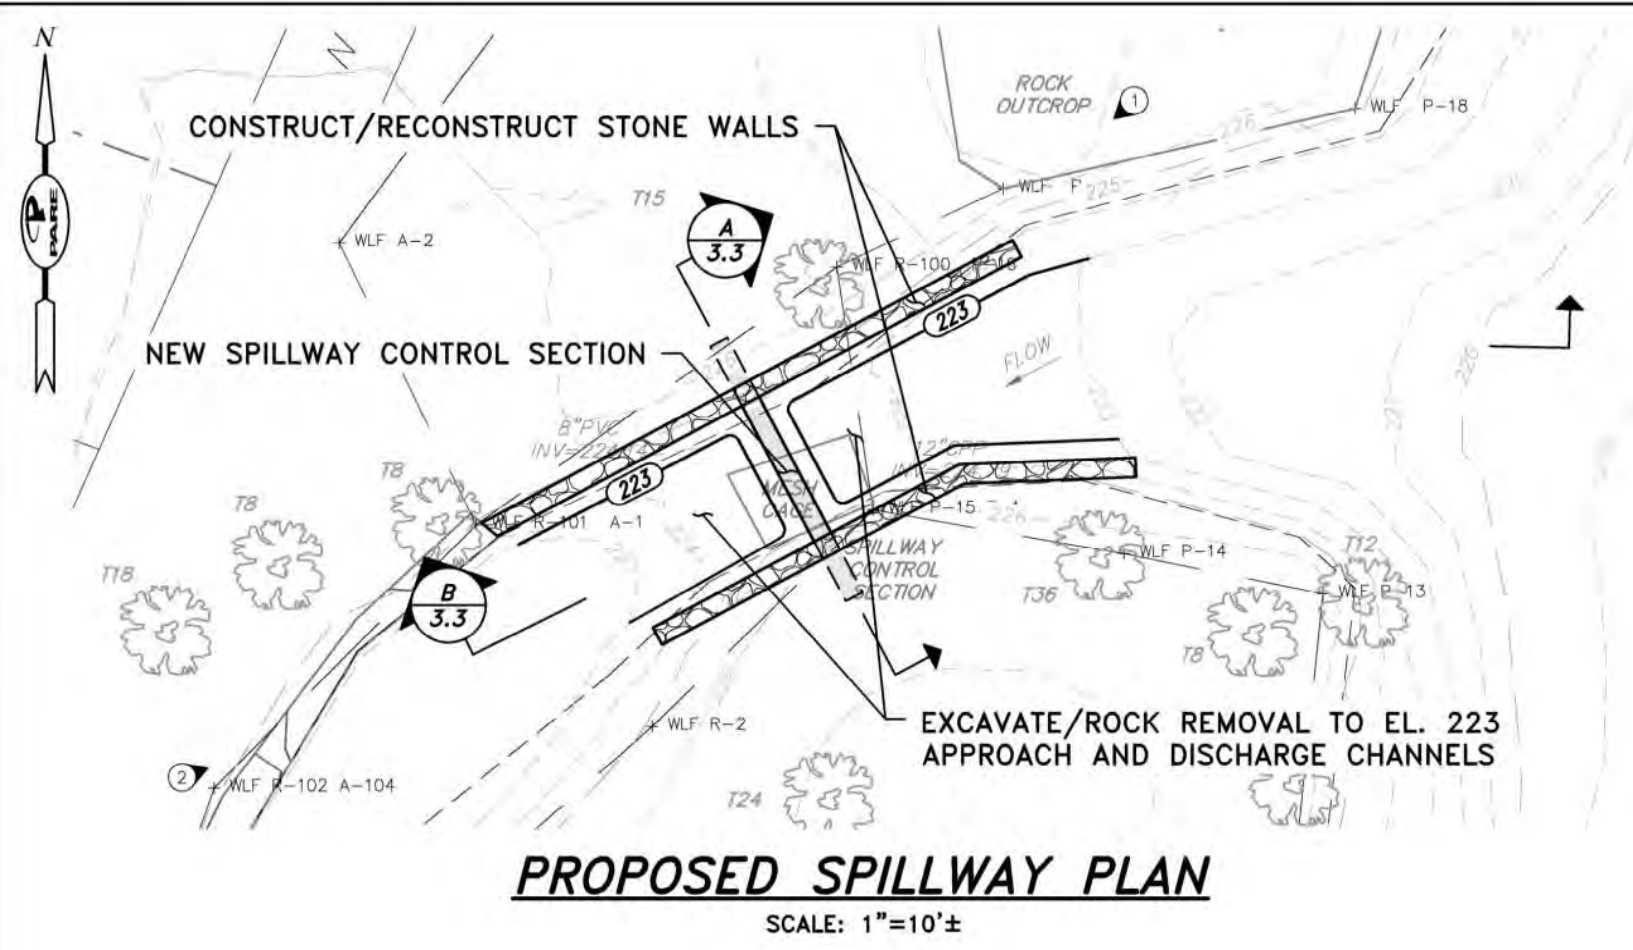 N
PARE
CONSTRUCT/RECONSTRUCT STONE WALLS
ROCK
OUTCROP
1
WLF P-18
226
WLF P
225
T15
A
3.3
WLF A-2
WLF R-100
223
NEW SPILLWAY CONTROL SECTION
FLOW
226
8"PVC
T8
223
MESH
CAGE
WLF R-101 A-1
WLF P-15
226
T8
SPILLWAY
CONTROL
SECTION
WLF P-14
T12
T18
T36
WLF P-13
B
3.3
T8
WLF R-2
EXCAVATE/ROCK REMOVAL TO EL. 223
APPROACH AND DISCHARGE CHANNELS
2
WLF R-102 A-104
T24
PROPOSED SPILLWAY PLAN
SCALE: 1"=10'±